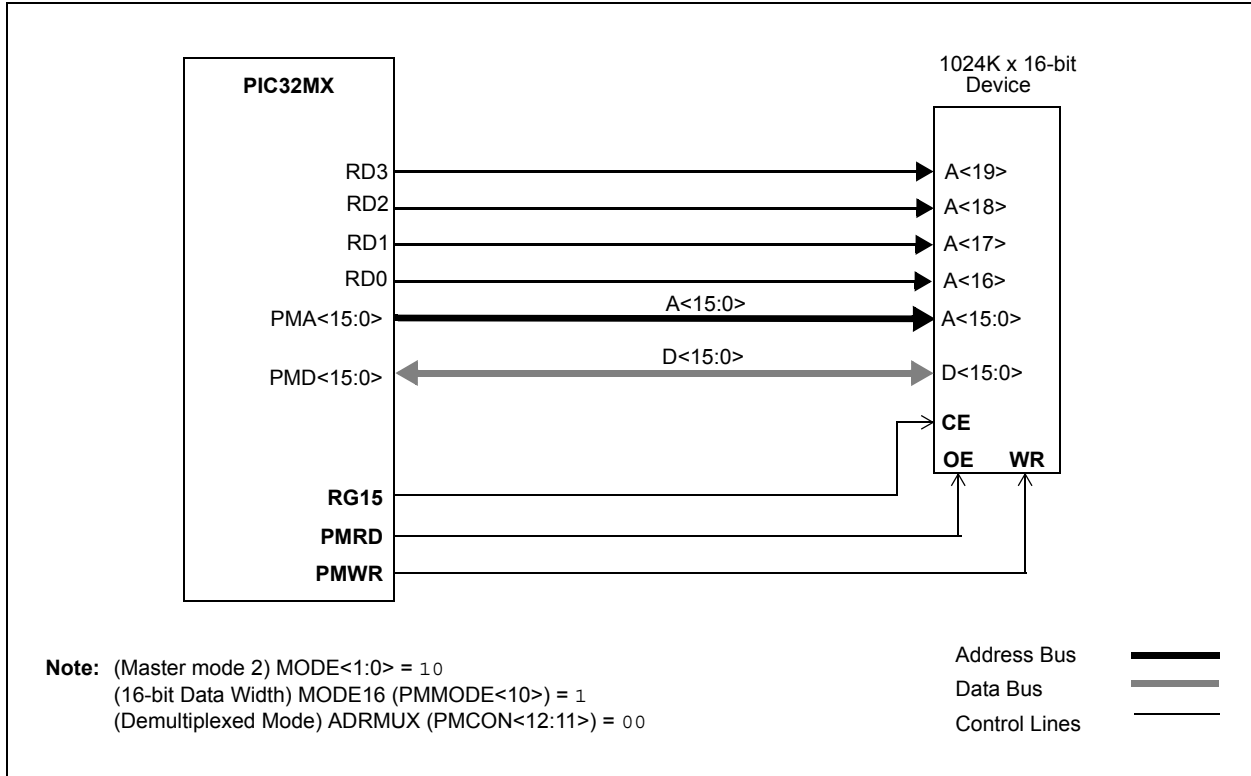 PIC32MX
1024K x 16-bit
Device
RD3
A<19>
RD2
A<18>
RD1
A<17>
RD0
A<16>
A<15:0>
PMA<15:0>
A<15:0>
D<15:0>
PMD<15:0>
D<15:0>
CE
OE WR
RG15
PMRD
PMWR
Note: (Master mode 2) MODE<1:0> = 10
(16-bit Data Width) MODE16 (PMMODE<10>) = 1
(Demultiplexed Mode) ADRMUX (PMCON<12:11>) = 00
Address Bus
Data Bus
Control Lines